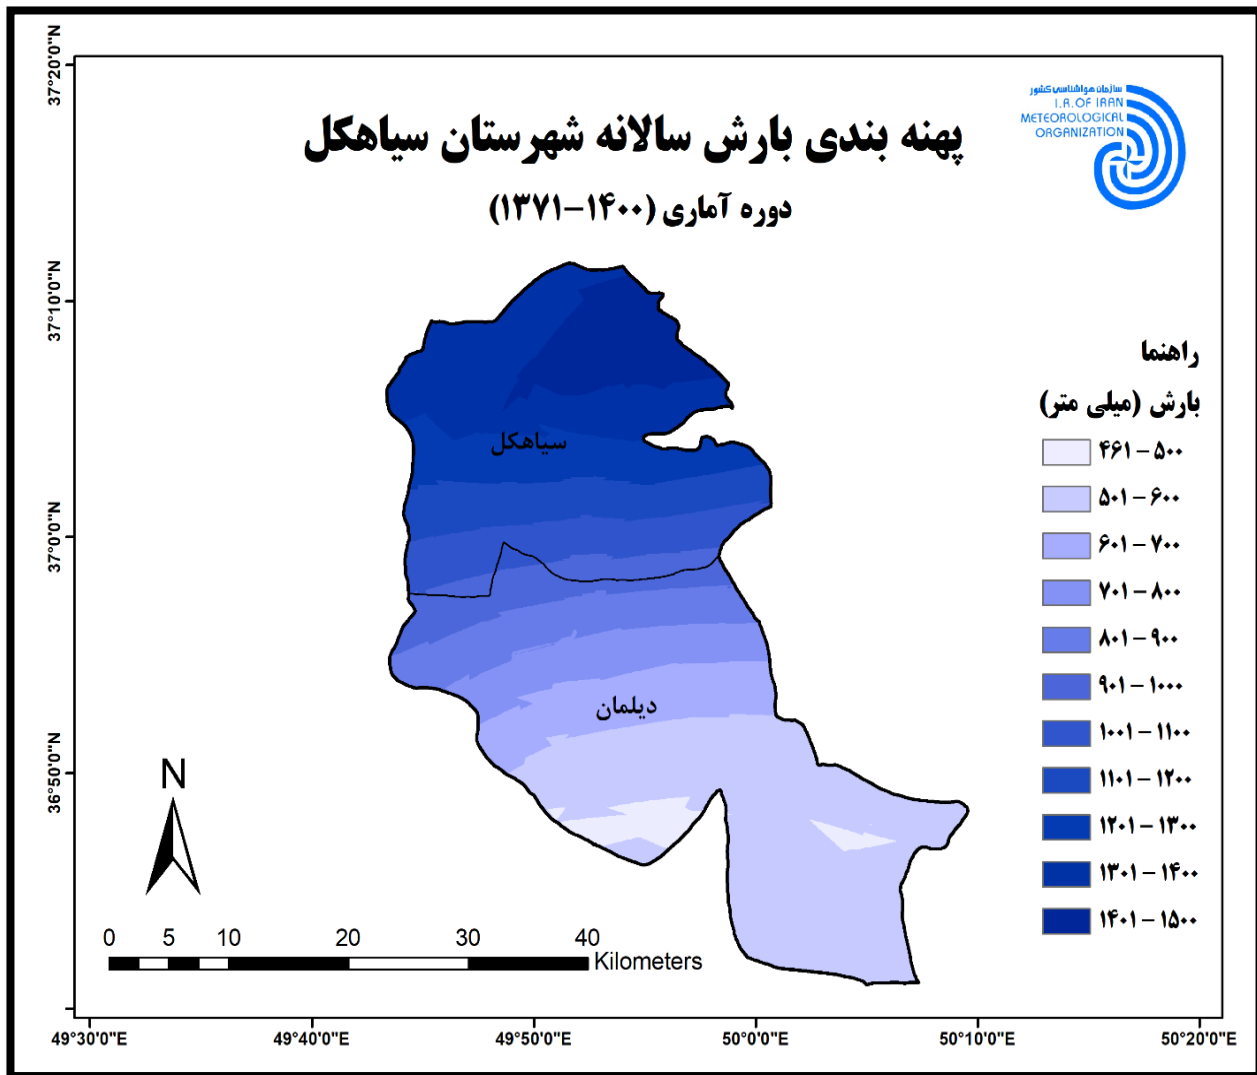 پهنه بندی بارش سالانه شهرستان سیاهکل
دوره آماری (۱۳۷۱-۱۴۰۰)
سازمان هواشناسی کشور
I.R. OF IRAN
METEOROLOGICAL
ORGANIZATION
راهنما
بارش (میلی متر)
۴۶۱ - ۵۰۰
۵۰۱ - ۶۰۰
۶۰۱ - ۷۰۰
۷۰۱ - ۸۰۰
۸۰۱ - ۹۰۰
۹۰۱ - ۱۰۰۰
۱۰۰۱ - ۱۱۰۰
۱۱۰۱ - ۱۲۰۰
۱۲۰۱ - ۱۳۰۰
۱۳۰۱ - ۱۴۰۰
۱۴۰۱ - ۱۵۰۰
سیاهکل
دیلمان
N
0 5 10 20 30 40
Kilometers
37°20'0"N
37°10'0"N
37°0'0"N
36°50'0"N
49°30'0"E 49°40'0"E 49°50'0"E 50°0'0"E 50°10'0"E 50°20'0"E